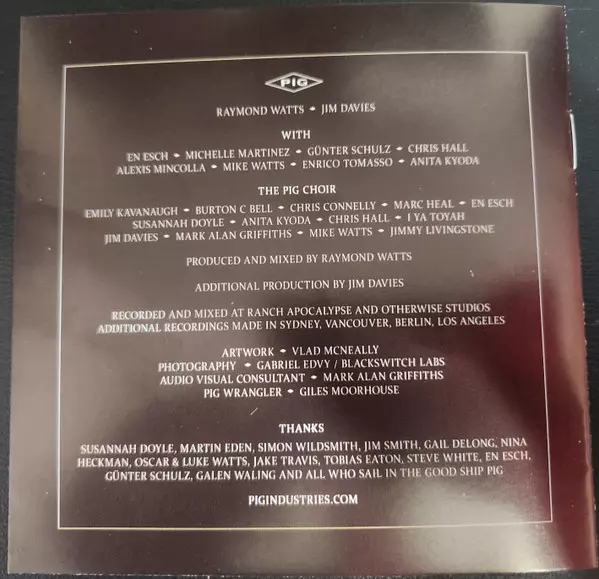 PIG
RAYMOND WATTS • JIM DAVIES
WITH
EN ESCH • MICHELLE MARTINEZ • GÜNTER SCHULZ • CHRIS HALL
ALEXIS MINCOLLA • MIKE WATTS • ENRICO TOMASSO • ANITA KYODA
THE PIG CHOIR
EMILY KAVANAUGH • BURTON C BELL • CHRIS CONNELLY • MARC HEAL • EN ESCH
SUSANNAH DOYLE • ANITA KYODA • CHRIS HALL • I YA TOYAH
JIM DAVIES • MARK ALAN GRIFFITHS • MIKE WATTS • JIMMY LIVINGSTONE
PRODUCED AND MIXED BY RAYMOND WATTS
ADDITIONAL PRODUCTION BY JIM DAVIES
RECORDED AND MIXED AT RANCH APOCALYPSE AND OTHERWISE STUDIOS
ADDITIONAL RECORDINGS MADE IN SYDNEY, VANCOUVER, BERLIN, LOS ANGELES
ARTWORK • VLAD MCNEALLY
PHOTOGRAPHY • GABRIEL EDVY / BLACKSWITCH LABS
AUDIO VISUAL CONSULTANT • MARK ALAN GRIFFITHS
PIG WRANGLER • GILES MOORHOUSE
THANKS
SUSANNAH DOYLE, MARTIN EDEN, SIMON WILDSMITH, JIM SMITH, GAIL DELONG, NINA
HECKMAN, OSCAR & LUKE WATTS, JAKE TRAVIS, TOBIAS EATON, STEVE WHITE, EN ESCH,
GÜNTER SCHULZ, GALEN WALING AND ALL WHO SAIL IN THE GOOD SHIP PIG
PIGINDUSTRIES.COM